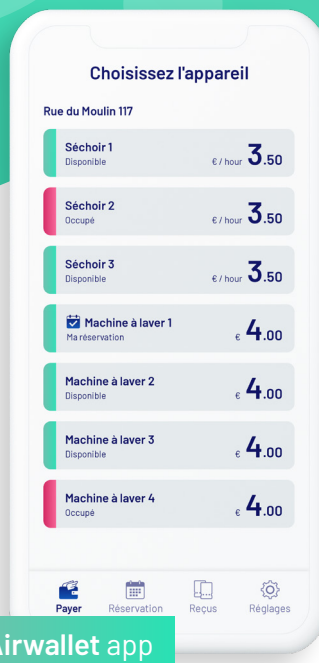 Choisissez l'appareil
Rue du Moulin 117
Séchoir 1
Disponible
€ / hour 3.50
Séchoir 2
Occupé
€ / hour 3.50
Séchoir 3
Disponible
€ / hour 3.50
Machine à laver 1
Ma réservation
€ 4.00
Machine à laver 2
Disponible
€ 4.00
Machine à laver 3
Disponible
€ 4.00
Machine à laver 4
Occupé
€ 4.00
Payer Réservation Reçus Réglages
Airwallet app